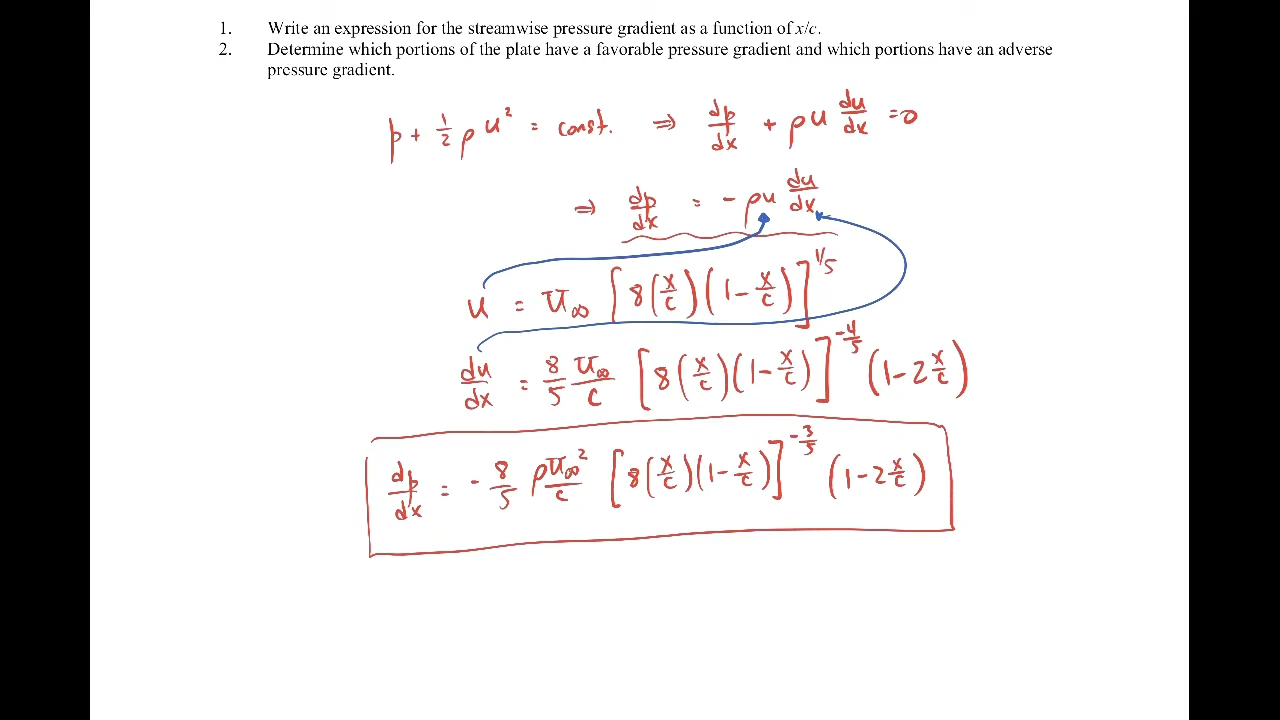 1. Write an expression for the streamwise pressure gradient as a function of x/c.
2. Determine which portions of the plate have a favorable pressure gradient and which portions have an adverse
pressure gradient.
p + 1/2 ρ u² = const. ⇒ dp/dx + ρu du/dx = 0
⇒ dp/dx = - ρu du/dx
u = U∞ [8(x/c)(1-x/c)]^1/5
du/dx = 8/5 U∞/c [8(x/c)(1-x/c)]^-4/5 (1-2x/c)
dp/dx = - 8/5 ρU∞²/c [8(x/c)(1-x/c)]^-3/5 (1-2x/c)